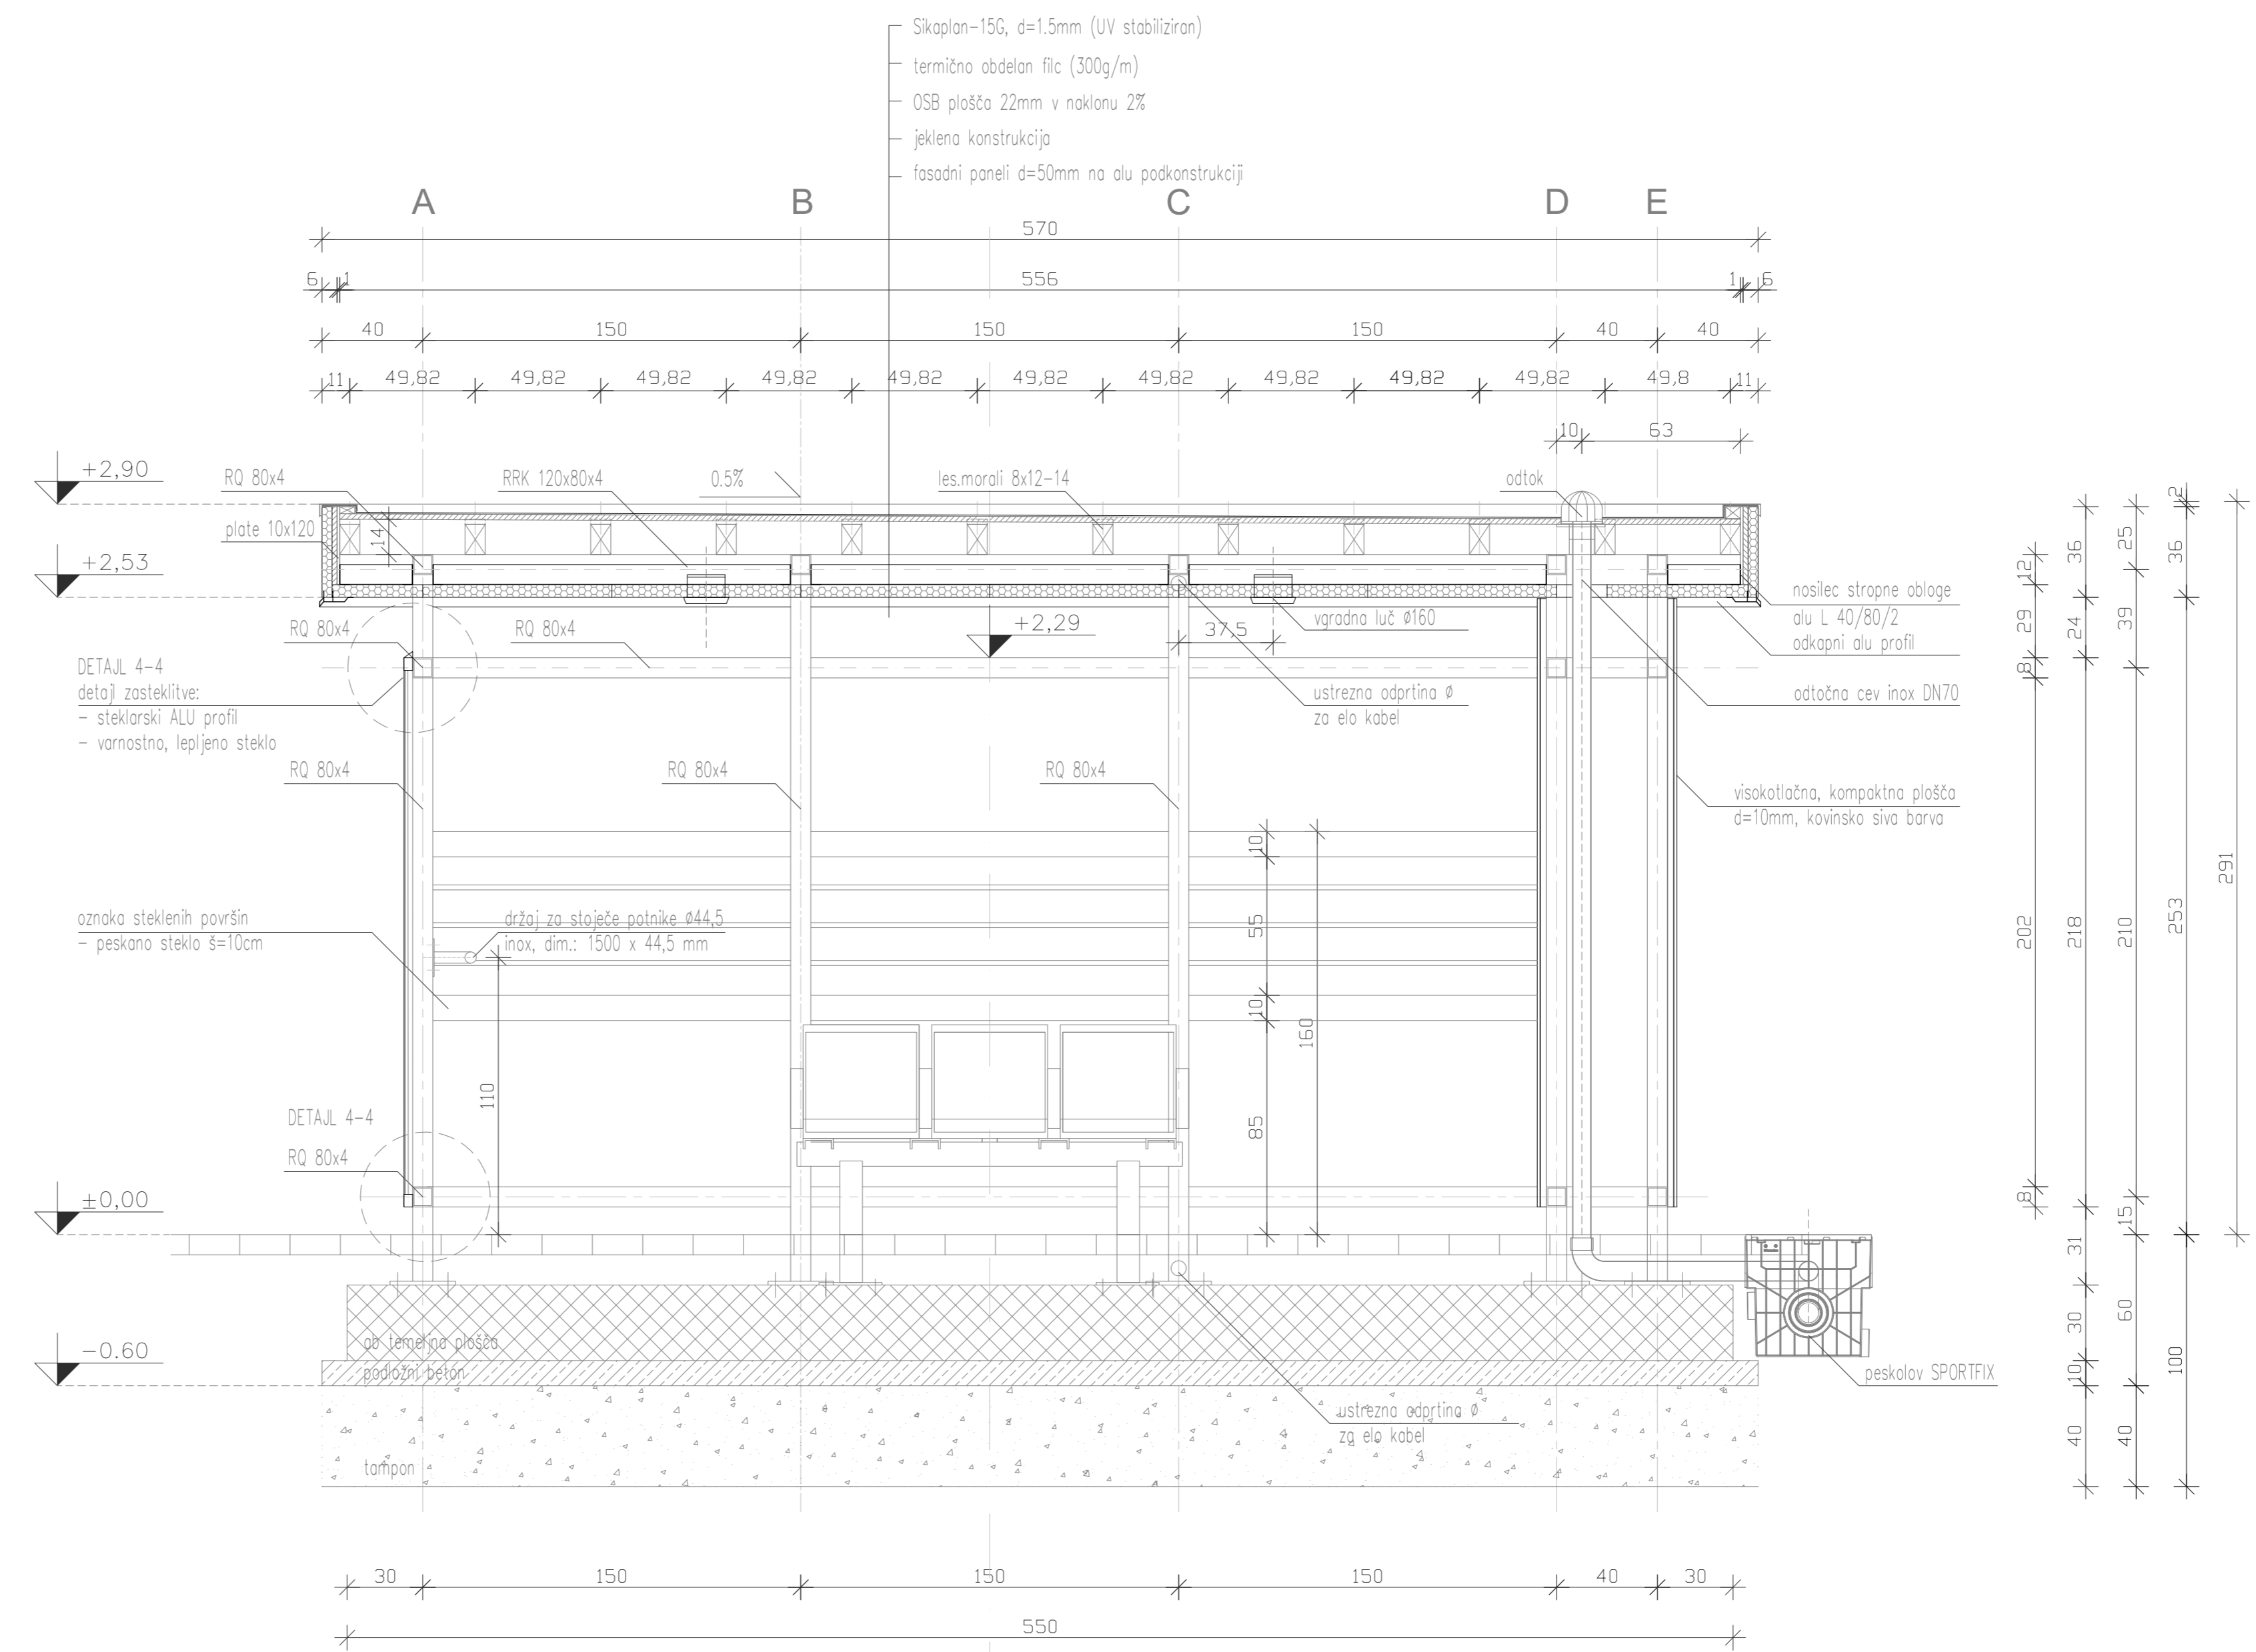 Sikaplan-15G, d=1.5mm (UV stabiliziran)
termično obdelan filc (300g/m)
OSB plošča 22mm v naklonu 2%
jeklena konstrukcija
fasadni paneli d=50mm na alu podkonstrukciji
A B C D E
570
6 1 556 1 6
40 150 150 150 40 40
11 49,82 49,82 49,82 49,82 49,82 49,82 49,82 49,82 49,82 49,82 49,8 11
10 63
+2,90
RQ 80x4
RRK 120x80x4
0.5%
les.morali 8x12-14
odtok
plate 10x120
14
+2,53
nosilec stropne obloge
alu L 40/80/2
odkapni alu profil
vgradna luč ø160
37,5
+2,29
RQ 80x4
RQ 80x4
DETAJL 4-4
detajl zasteklitve:
- steklarski ALU profil
- varnostno, lepljeno steklo
ustrezna odprtina ø
za elo kabel
odtočna cev inox DN70
RQ 80x4
RQ 80x4
RQ 80x4
visokotlačna, kompaktna plošča
d=10mm, kovinsko siva barva
oznaka steklenih površin
- peskano steklo š=10cm
držaj za stoječe potnike ø44,5
inox, dim.: 1500 x 44,5 mm
110
10
55
10
85
160
DETAJL 4-4
RQ 80x4
±0,00
-0.60
ab temeljna plošča
podložni beton
tampon
ustrezna odprtina ø
za elo kabel
peskolov SPORTFIX
12
29
8
202
8
36
24
218
31
30
10
40
25
39
210
15
60
40
2
36
253
100
291
30 150 150 150 40 30
550